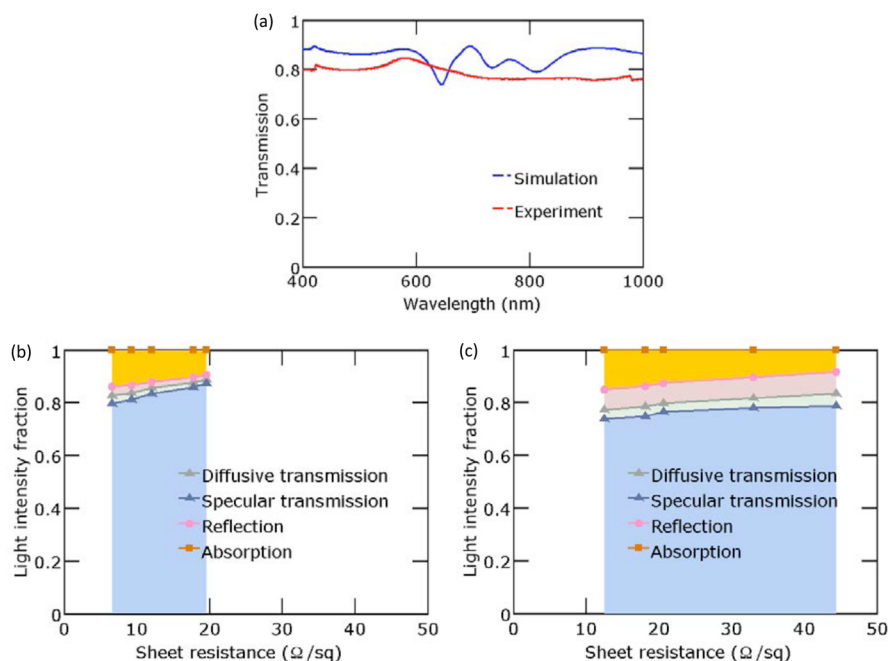 (a)
1
0.8
0.6
0.4
0.2
0
Transmission
Simulation
Experiment
400 600 800 1000
Wavelength (nm)
(b)
1
0.8
0.6
0.4
0.2
0
Light intensity fraction
Diffusive transmission
Specular transmission
Reflection
Absorption
0 10 20 30 40 50
Sheet resistance (Ω/sq)
(c)
1
0.8
0.6
0.4
0.2
0
Light intensity fraction
Diffusive transmission
Specular transmission
Reflection
Absorption
0 10 20 30 40 50
Sheet resistance (Ω/sq)